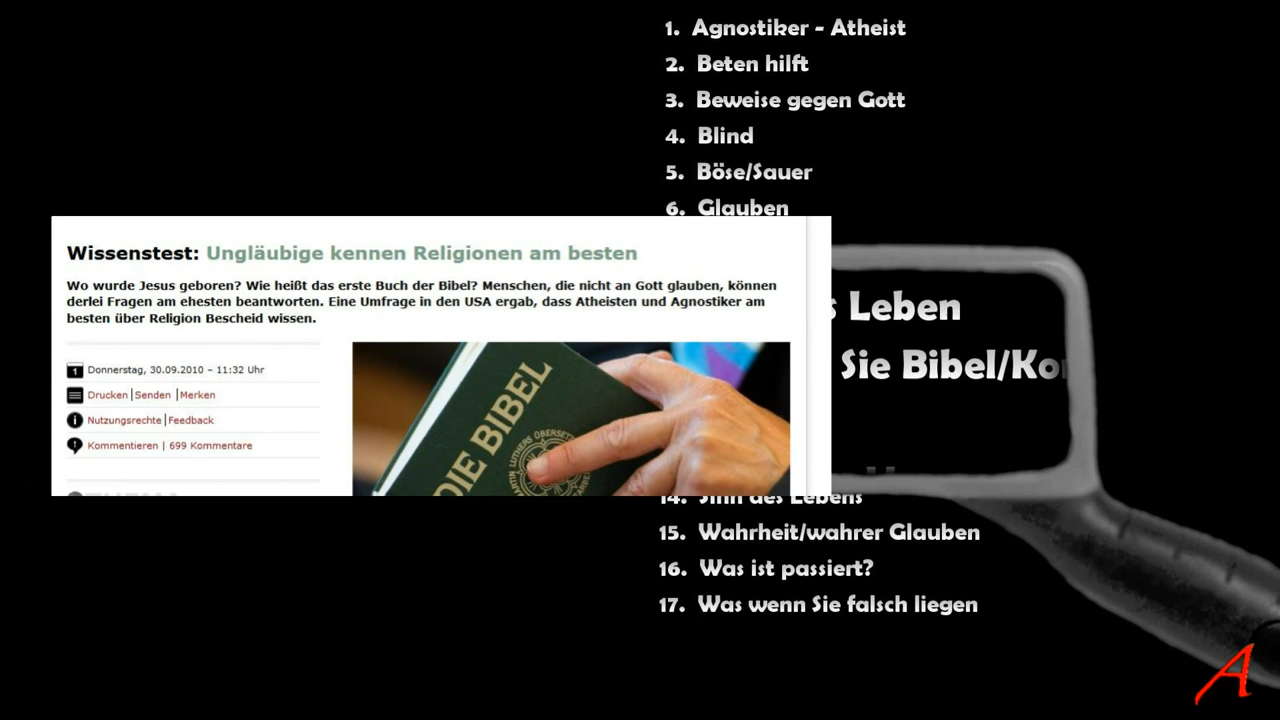 1. Agnostiker - Atheist
2. Beten hilft
3. Beweise gegen Gott
4. Blind
5. Böse/Sauer
6. Glauben
Wissenstest: Ungläubige kennen Religionen am besten
Wo wurde Jesus geboren? Wie heißt das erste Buch der Bibel? Menschen, die nicht an Gott glauben, können
derlei Fragen am ehesten beantworten. Eine Umfrage in den USA ergab, dass Atheisten und Agnostiker am
besten über Religion Bescheid wissen.
1 Donnerstag, 30.09.2010 – 11:32 Uhr
Drucken | Senden | Merken
Nutzungsrechte | Feedback
Kommentieren | 699 Kommentare
DIE BIBEL
Leben
Sie Bibel/Ko
14. Sinn des Lebens
15. Wahrheit/wahrer Glauben
16. Was ist passiert?
17. Was wenn Sie falsch liegen
A